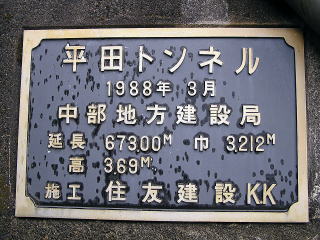 平田トンネル
1988年 3月
中部地方建設局
延長 673.00M 巾 3.212M
高 3.69M
施工 住友建設KK